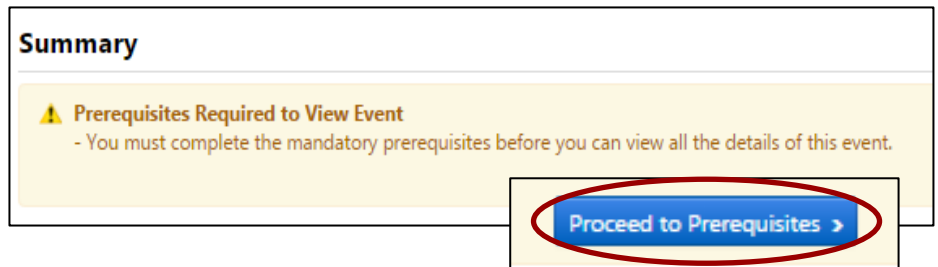 Summary
Prerequisites Required to View Event
- You must complete the mandatory prerequisites before you can view all the details of this event.
Proceed to Prerequisites >